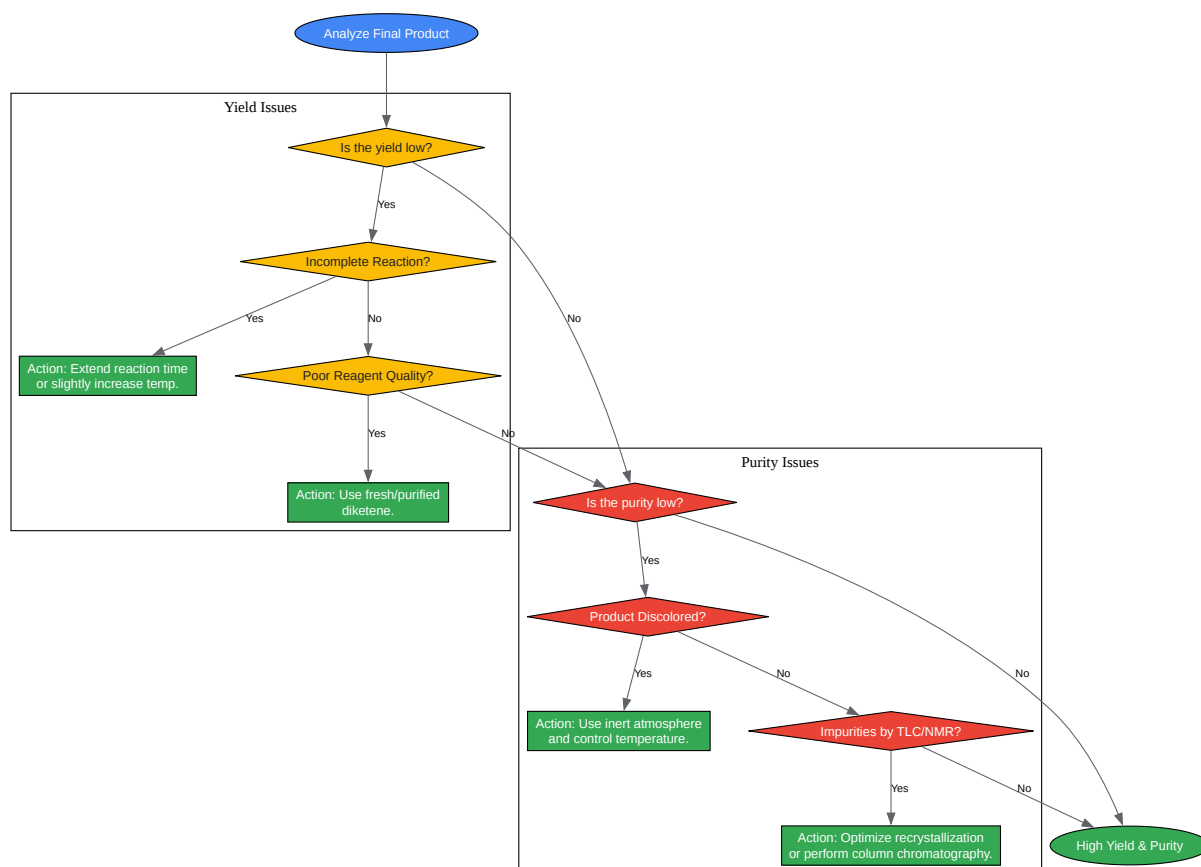 Analyze Final Product
Yield Issues
Is the yield low?
Yes
Incomplete Reaction?
Yes
No
No
Action: Extend reaction time
or slightly increase temp.
Poor Reagent Quality?
Yes
No
Purity Issues
Action: Use fresh/purified
diketene.
Is the purity low?
Yes
Product Discolored?
Yes
No
No
Action: Use inert atmosphere
and control temperature.
Impurities by TLC/NMR?
Yes
No
Action: Optimize recrystallization
or perform column chromatography.
High Yield & Purity